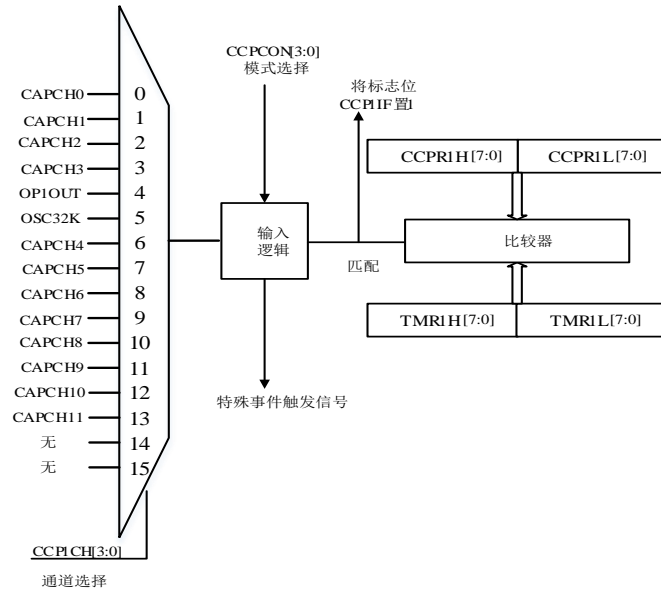 CCPCON[3:0]
模式选择
将标志位
CCP1IF置1
CAPCH0 0
CAPCH1 1
CAPCH2 2
CAPCH3 3
OP1OUT 4
OSC32K 5
CAPCH4 6
CAPCH5 7
CAPCH6 8
CAPCH7 9
CAPCH8 10
CAPCH9 11
CAPCH10 12
CAPCH11 13
无 14
无 15
CCP1CH[3:0]
通道选择
输入
逻辑
特殊事件触发信号
匹配
CCPR1H[7:0] CCPR1L[7:0]
比较器
TMR1H[7:0] TMR1L[7:0]